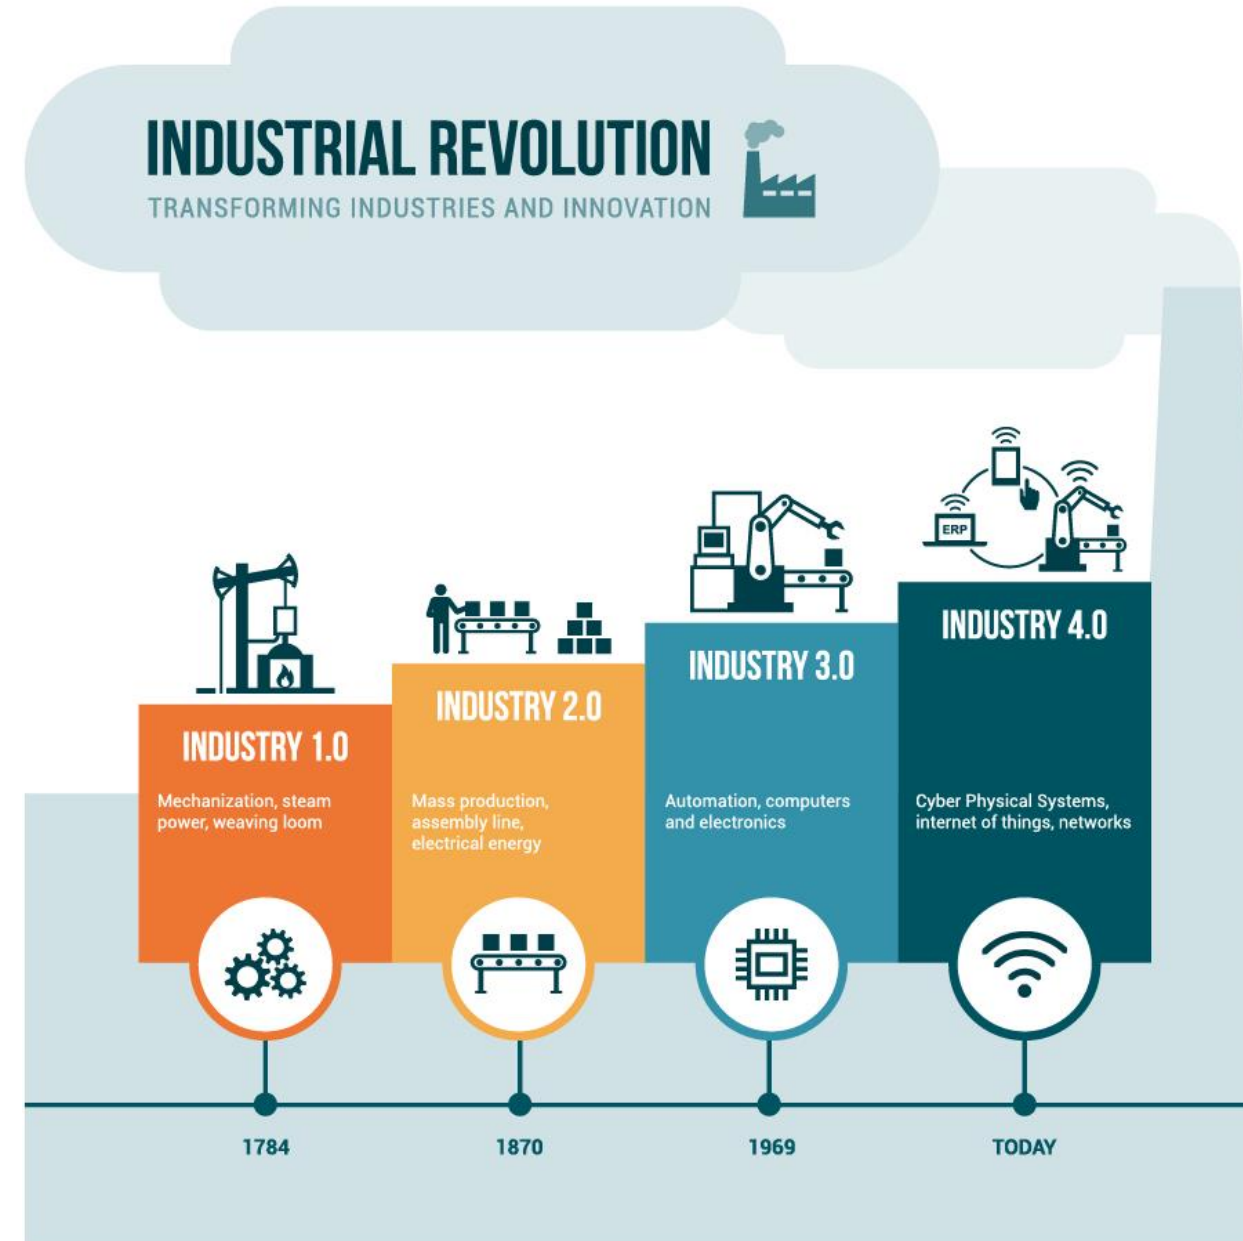 INDUSTRIAL REVOLUTION
TRANSFORMING INDUSTRIES AND INNOVATION
ERP
INDUSTRY 1.0
Mechanization, steam
power, weaving loom
INDUSTRY 2.0
Mass production,
assembly line,
electrical energy
INDUSTRY 3.0
Automation, computers
and electronics
INDUSTRY 4.0
Cyber Physical Systems,
internet of things, networks
1784
1870
1969
TODAY